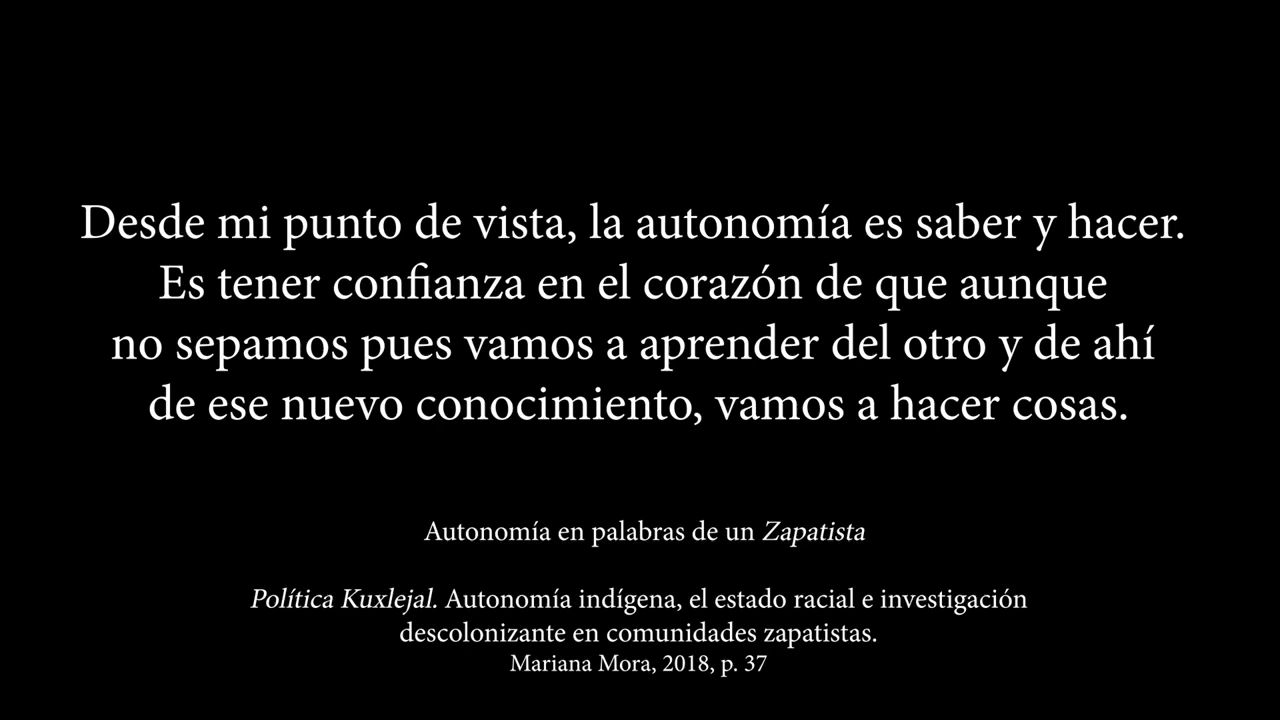 Desde mi punto de vista, la autonomía es saber y hacer.
Es tener confianza en el corazón de que aunque
no sepamos pues vamos a aprender del otro y de ahí
de ese nuevo conocimiento, vamos a hacer cosas.
Autonomía en palabras de un Zapatista
Política Kuxlejal. Autonomía indígena, el estado racial e investigación
descolonizante en comunidades zapatistas.
Mariana Mora, 2018, p. 37